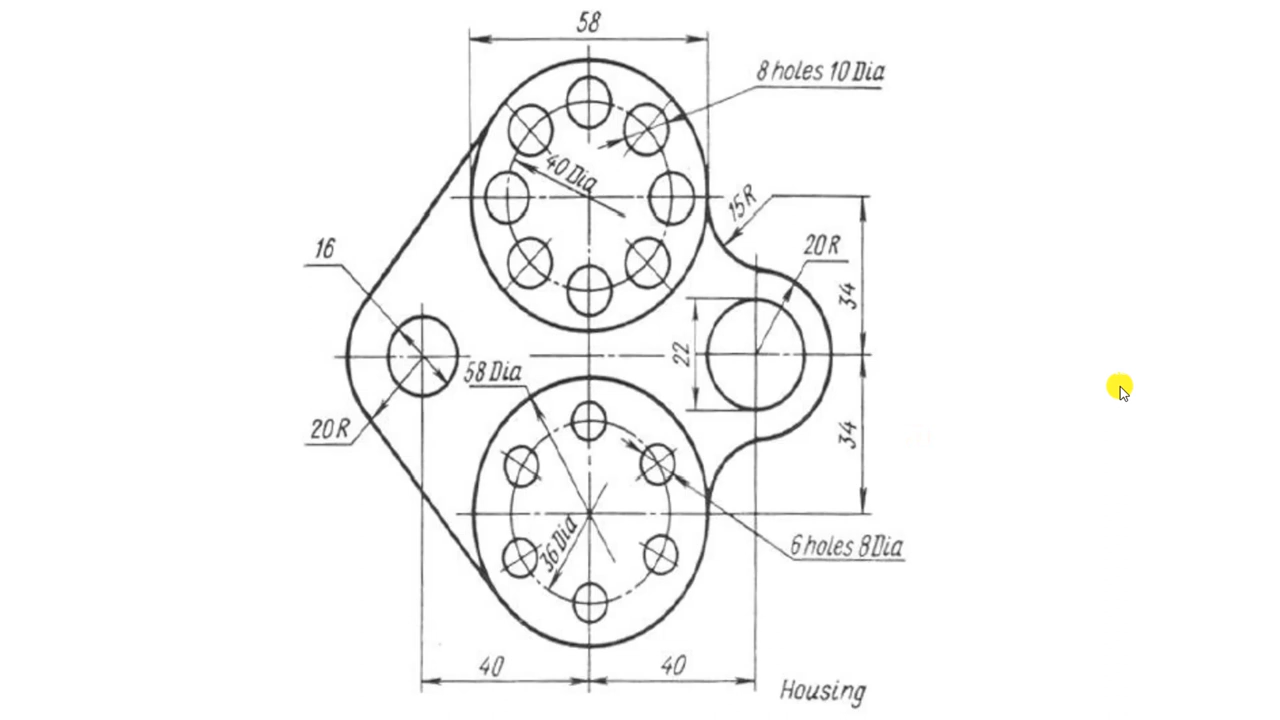 58
8 holes 10 Dia
40 Dia
15R
20R
16
34
22
58 Dia
20R
34
36 Dia
6 holes 8 Dia
40
40
Housing